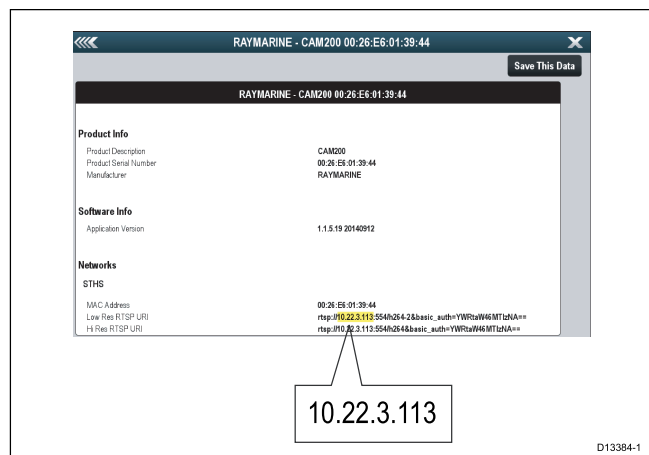 RAYMARINE - CAM200 00:26:E6:01:39:44
X
Save This Data
RAYMARINE - CAM200 00:26:E6:01:39:44
Product Info
Product Description CAM200
Product Serial Number 00:26:E6:01:39:44
Manufacturer RAYMARINE
Software Info
Application Version 1.1.5.19 20140912
Networks
STHS
MAC Address 00:26:E6:01:39:44
Low Res RTSP URI rtsp://10.22.3.113:554/h264-2&basic_auth=YWRtaW46MTIzNA==
Hi Res RTSP URI rtsp://10.22.3.113:554/h264&basic_auth=YWRtaW46MTIzNA==
10.22.3.113
D13384-1